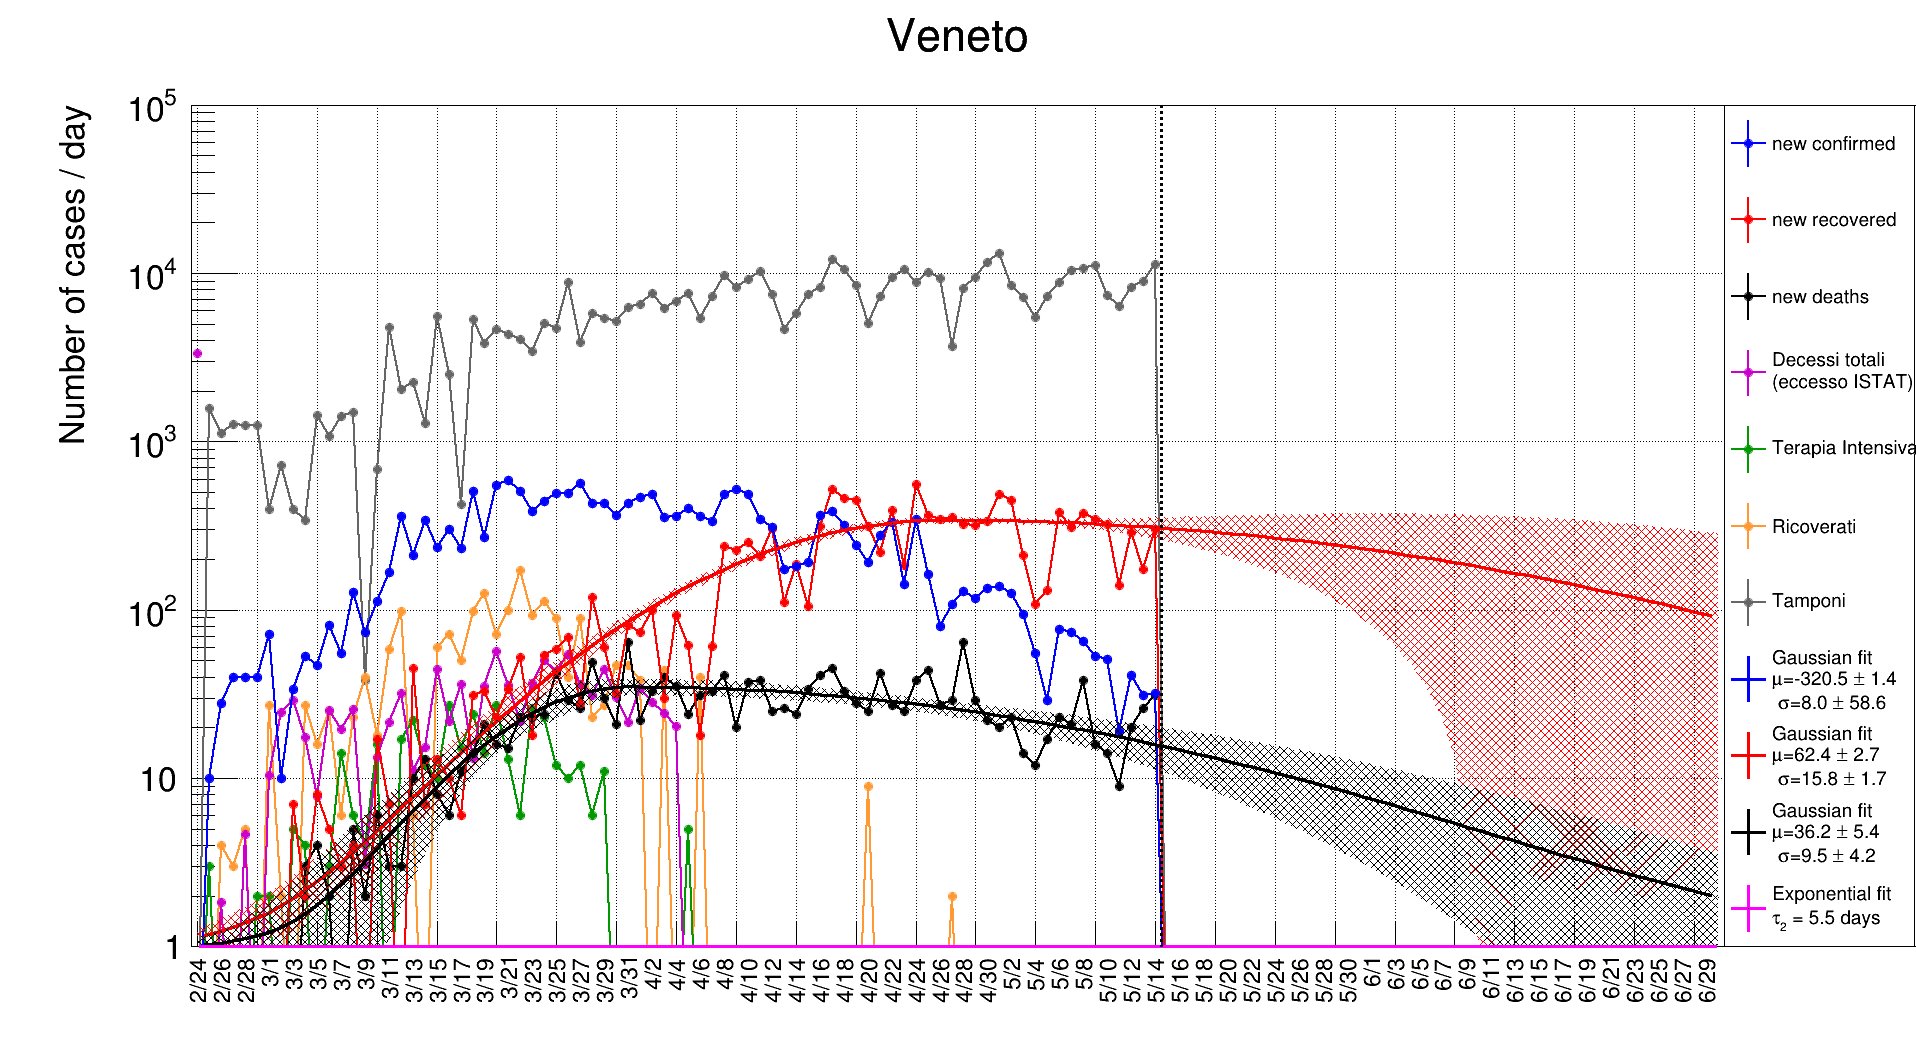 Veneto
Number of cases / day
10^5
10^4
10^3
10^2
10
1
2/24 2/26 2/28 3/1 3/3 3/5 3/7 3/9 3/11 3/13 3/15 3/17 3/19 3/21 3/23 3/25 3/27 3/29 3/31 4/2 4/4 4/6 4/8 4/10 4/12 4/14 4/16 4/18 4/20 4/22 4/24 4/26 4/28 4/30 5/2 5/4 5/6 5/8 5/10 5/12 5/14 5/16 5/18 5/20 5/22 5/24 5/26 5/28 5/30 6/1 6/3 6/5 6/7 6/9 6/11 6/13 6/15 6/17 6/19 6/21 6/23 6/25 6/27 6/29
new confirmed
new recovered
new deaths
Decessi totali
(eccesso ISTAT)
Terapia Intensiva
Ricoverati
Tamponi
Gaussian fit
μ=-320.5 ± 1.4
σ=8.0 ± 58.6
Gaussian fit
μ=62.4 ± 2.7
σ=15.8 ± 1.7
Gaussian fit
μ=36.2 ± 5.4
σ=9.5 ± 4.2
Exponential fit
τ₂ = 5.5 days